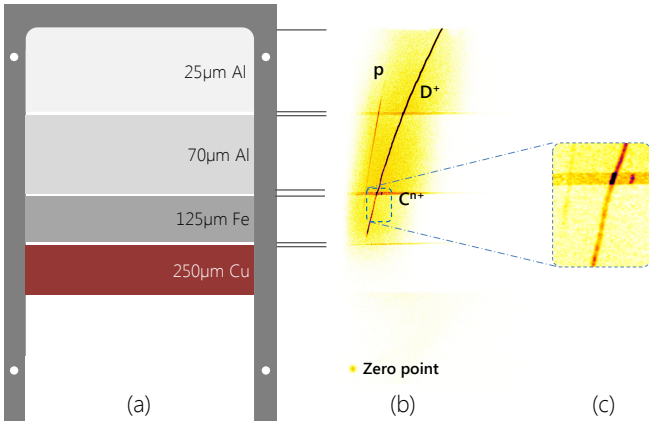 25µm Al
70µm Al
125µm Fe
250µm Cu
(a)
p
D⁺
Cⁿ⁺
Zero point
(b)
(c)